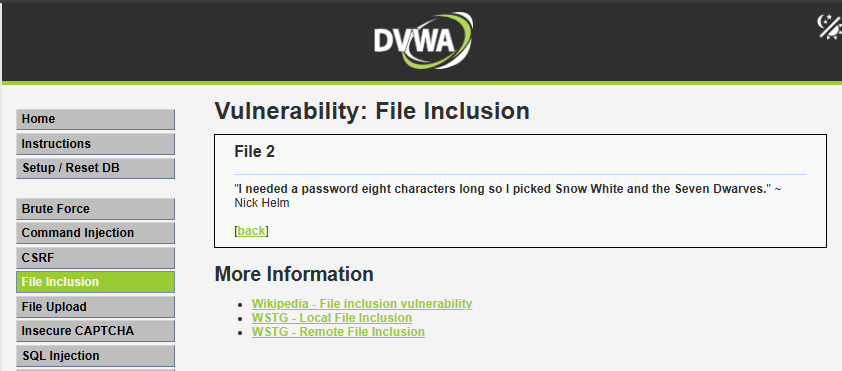 DVWA
Home
Instructions
Setup / Reset DB
Brute Force
Command Injection
CSRF
File Inclusion
File Upload
Insecure CAPTCHA
SQL Injection
Vulnerability: File Inclusion
File 2
"I needed a password eight characters long so I picked Snow White and the Seven Dwarves." ~
Nick Helm
[back]
More Information
• Wikipedia - File inclusion vulnerability
• WSTG - Local File Inclusion
• WSTG - Remote File Inclusion